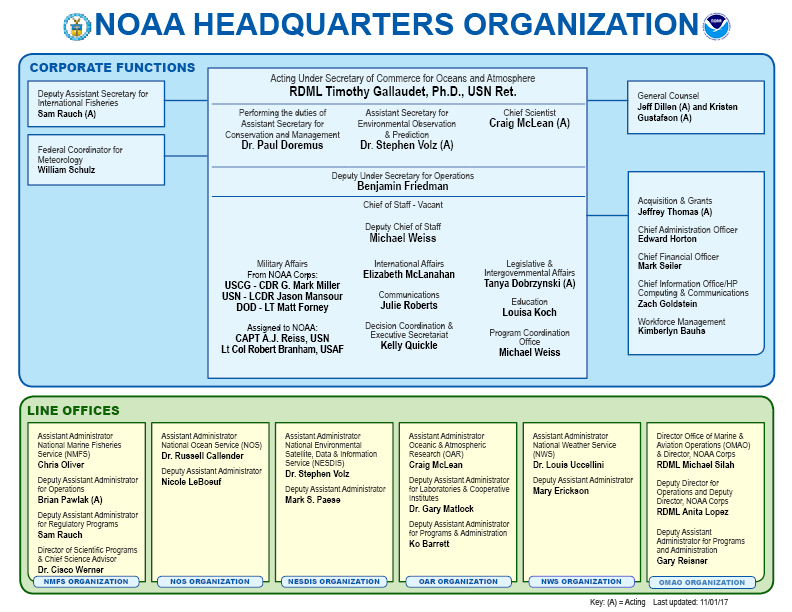 NOAA HEADQUARTERS ORGANIZATION
CORPORATE FUNCTIONS
Deputy Assistant Secretary for
International Fisheries
Sam Rauch (A)
Federal Coordinator for
Meteorology
William Schulz
Acting Under Secretary of Commerce for Oceans and Atmosphere
RDML Timothy Gallaudet, Ph.D., USN Ret.
Performing the duties of
Assistant Secretary for
Conservation and Management
Dr. Paul Doremus
Assistant Secretary for
Environmental Observation
& Prediction
Dr. Stephen Volz (A)
Chief Scientist
Craig McLean (A)
Deputy Under Secretary for Operations
Benjamin Friedman
Chief of Staff - Vacant
Deputy Chief of Staff
Michael Weiss
Military Affairs
From NOAA Corps:
USCG - CDR G. Mark Miller
USN - LCDR Jason Mansour
DOD - LT Matt Forney
Assigned to NOAA:
CAPT A.J. Reiss, USN
Lt Col Robert Branham, USAF
International Affairs
Elizabeth McLanahan
Communications
Julie Roberts
Decision Coordination &
Executive Secretariat
Kelly Quickle
Legislative &
Intergovernmental Affairs
Tanya Dobrzynski (A)
Education
Louisa Koch
Program Coordination
Office
Michael Weiss
General Counsel
Jeff Dillen (A) and Kristen
Gustafson (A)
Acquisition & Grants
Jeffrey Thomas (A)
Chief Administration Officer
Edward Horton
Chief Financial Officer
Mark Seiler
Chief Information Office/HP
Computing & Communications
Zach Goldstein
Workforce Management
Kimberlyn Bauhs
LINE OFFICES
Assistant Administrator
National Marine Fisheries
Service (NMFS)
Chris Oliver
Deputy Assistant Administrator
for Operations
Brian Pawlak (A)
Deputy Assistant Administrator
for Regulatory Programs
Sam Rauch
Director of Scientific Programs
& Chief Science Advisor
Dr. Cisco Werner
NMFS ORGANIZATION
Assistant Administrator
National Ocean Service (NOS)
Dr. Russell Callender
Deputy Assistant Administrator
Nicole LeBoeuf
NOS ORGANIZATION
Assistant Administrator
National Environmental
Satellite, Data & Information
Service (NESDIS)
Dr. Stephen Volz
Deputy Assistant Administrator
Mark S. Paese
NESDIS ORGANIZATION
Assistant Administrator
Oceanic & Atmospheric
Research (OAR)
Craig McLean
Deputy Assistant Administrator
for Laboratories & Cooperative
Institutes
Dr. Gary Matlock
Deputy Assistant Administrator
for Programs & Administration
Ko Barrett
OAR ORGANIZATION
Assistant Administrator
National Weather Service
(NWS)
Dr. Louis Uccellini
Deputy Assistant Administrator
Mary Erickson
NWS ORGANIZATION
Director Office of Marine &
Aviation Operations (OMAO)
& Director, NOAA Corps
RDML Michael Silah
Deputy Director for
Operations and Deputy
Director, NOAA Corps
RDML Anita Lopez
Deputy Assistant
Administrator for Programs
and Administration
Gary Reisner
OMAO ORGANIZATION
Key: (A) = Acting Last updated: 11/01/17